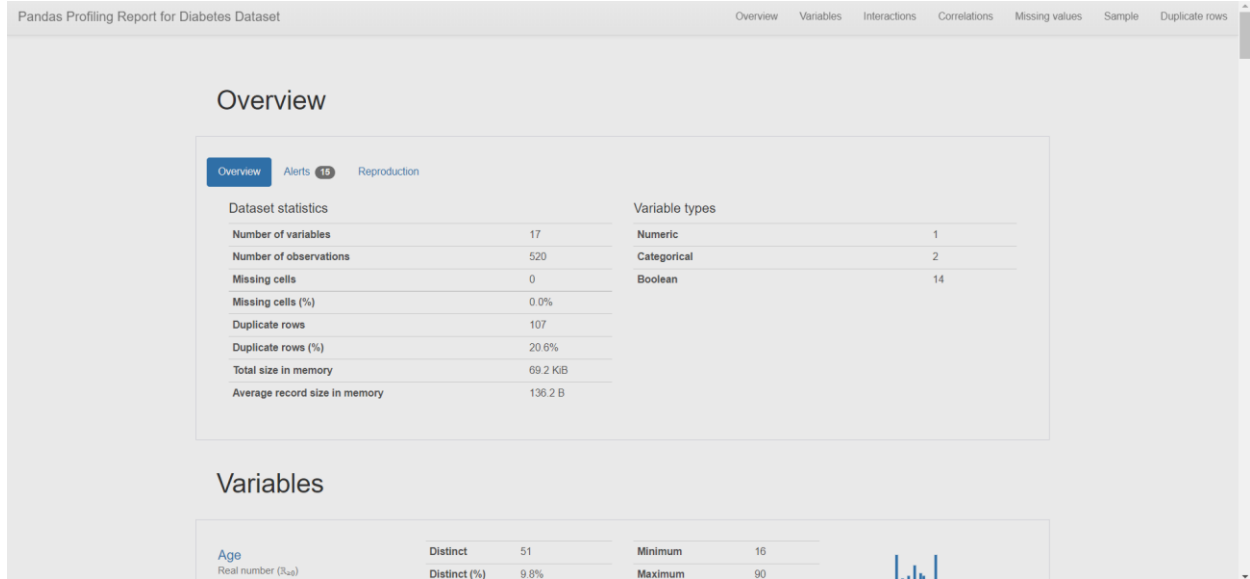 Pandas Profiling Report for Diabetes Dataset Overview Variables Interactions Correlations Missing values Sample Duplicate rows
Overview
Overview Alerts 15 Reproduction
Dataset statistics Variable types
Number of variables 17 Numeric 1
Number of observations 520 Categorical 2
Missing cells 0 Boolean 14
Missing cells (%) 0.0%
Duplicate rows 107
Duplicate rows (%) 20.6%
Total size in memory 69.2 KiB
Average record size in memory 136.2 B
Variables
Age Distinct 51 Minimum 16
Real number (ℝ≥0) Distinct (%) 9.8% Maximum 90